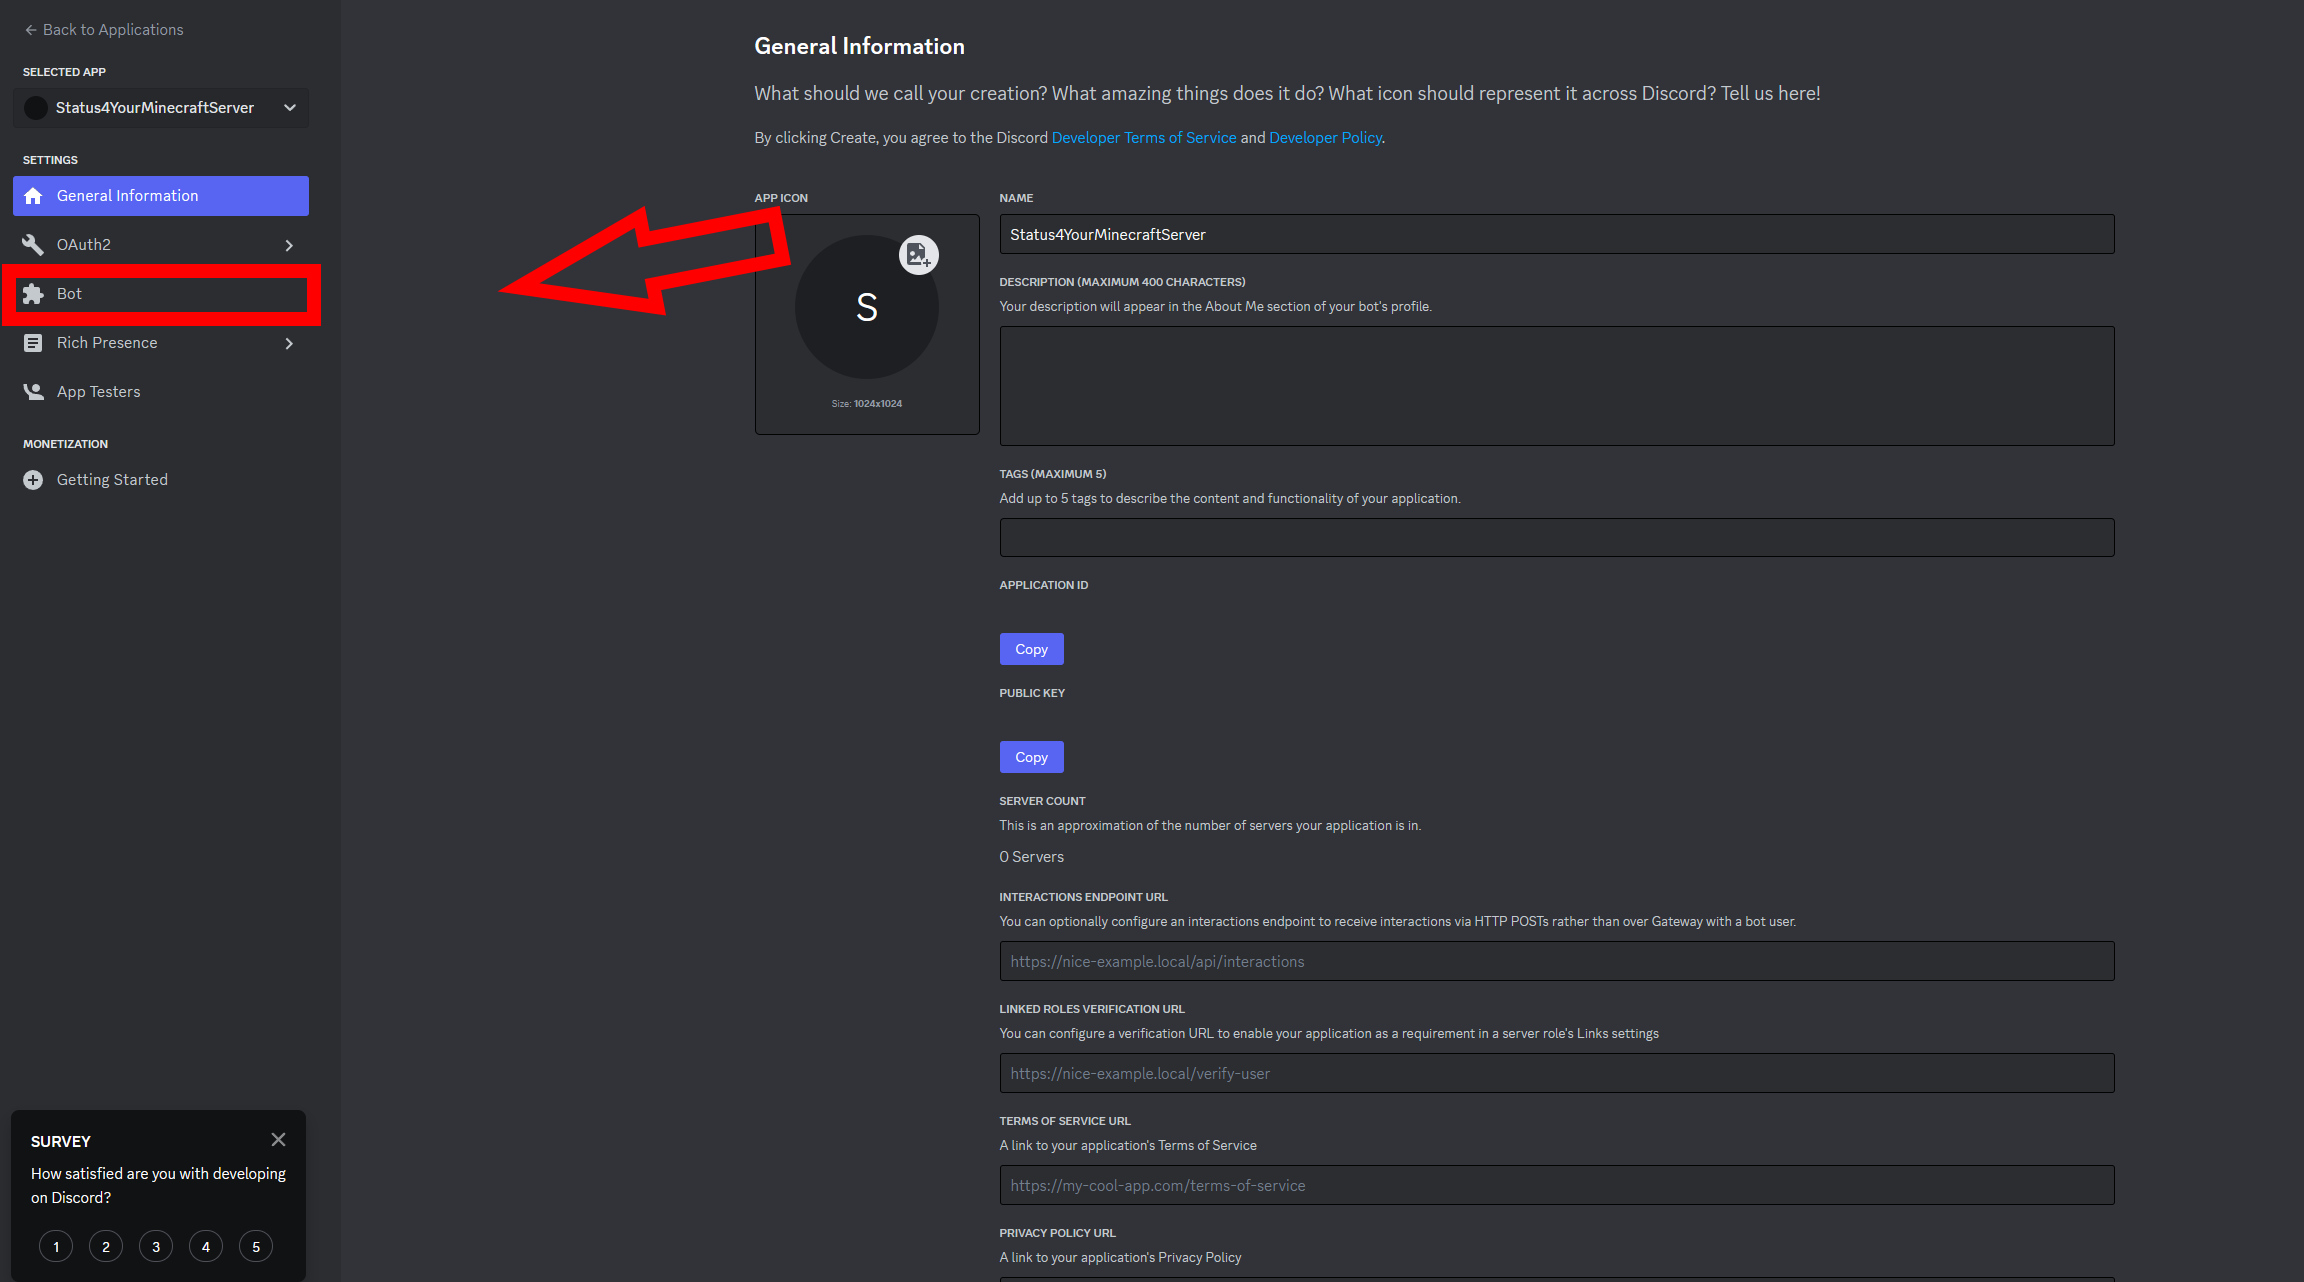 Back to Applications
SELECTED APP
Status4YourMinecraftServer
SETTINGS
General Information
OAuth2
Bot
Rich Presence
App Testers
MONETIZATION
Getting Started
SURVEY
How satisfied are you with developing
on Discord?
1 2 3 4 5
General Information
What should we call your creation? What amazing things does it do? What icon should represent it across Discord? Tell us here!
By clicking Create, you agree to the Discord Developer Terms of Service and Developer Policy.
APP ICON
S
Size: 1024x1024
NAME
Status4YourMinecraftServer
DESCRIPTION (MAXIMUM 400 CHARACTERS)
Your description will appear in the About Me section of your bot's profile.
TAGS (MAXIMUM 5)
Add up to 5 tags to describe the content and functionality of your application.
APPLICATION ID
Copy
PUBLIC KEY
Copy
SERVER COUNT
This is an approximation of the number of servers your application is in.
0 Servers
INTERACTIONS ENDPOINT URL
You can optionally configure an interactions endpoint to receive interactions via HTTP POSTs rather than over Gateway with a bot user.
https://nice-example.local/api/interactions
LINKED ROLES VERIFICATION URL
You can configure a verification URL to enable your application as a requirement in a server role's Links settings
https://nice-example.local/verify-user
TERMS OF SERVICE URL
A link to your application's Terms of Service
https://my-cool-app.com/terms-of-service
PRIVACY POLICY URL
A link to your application's Privacy Policy